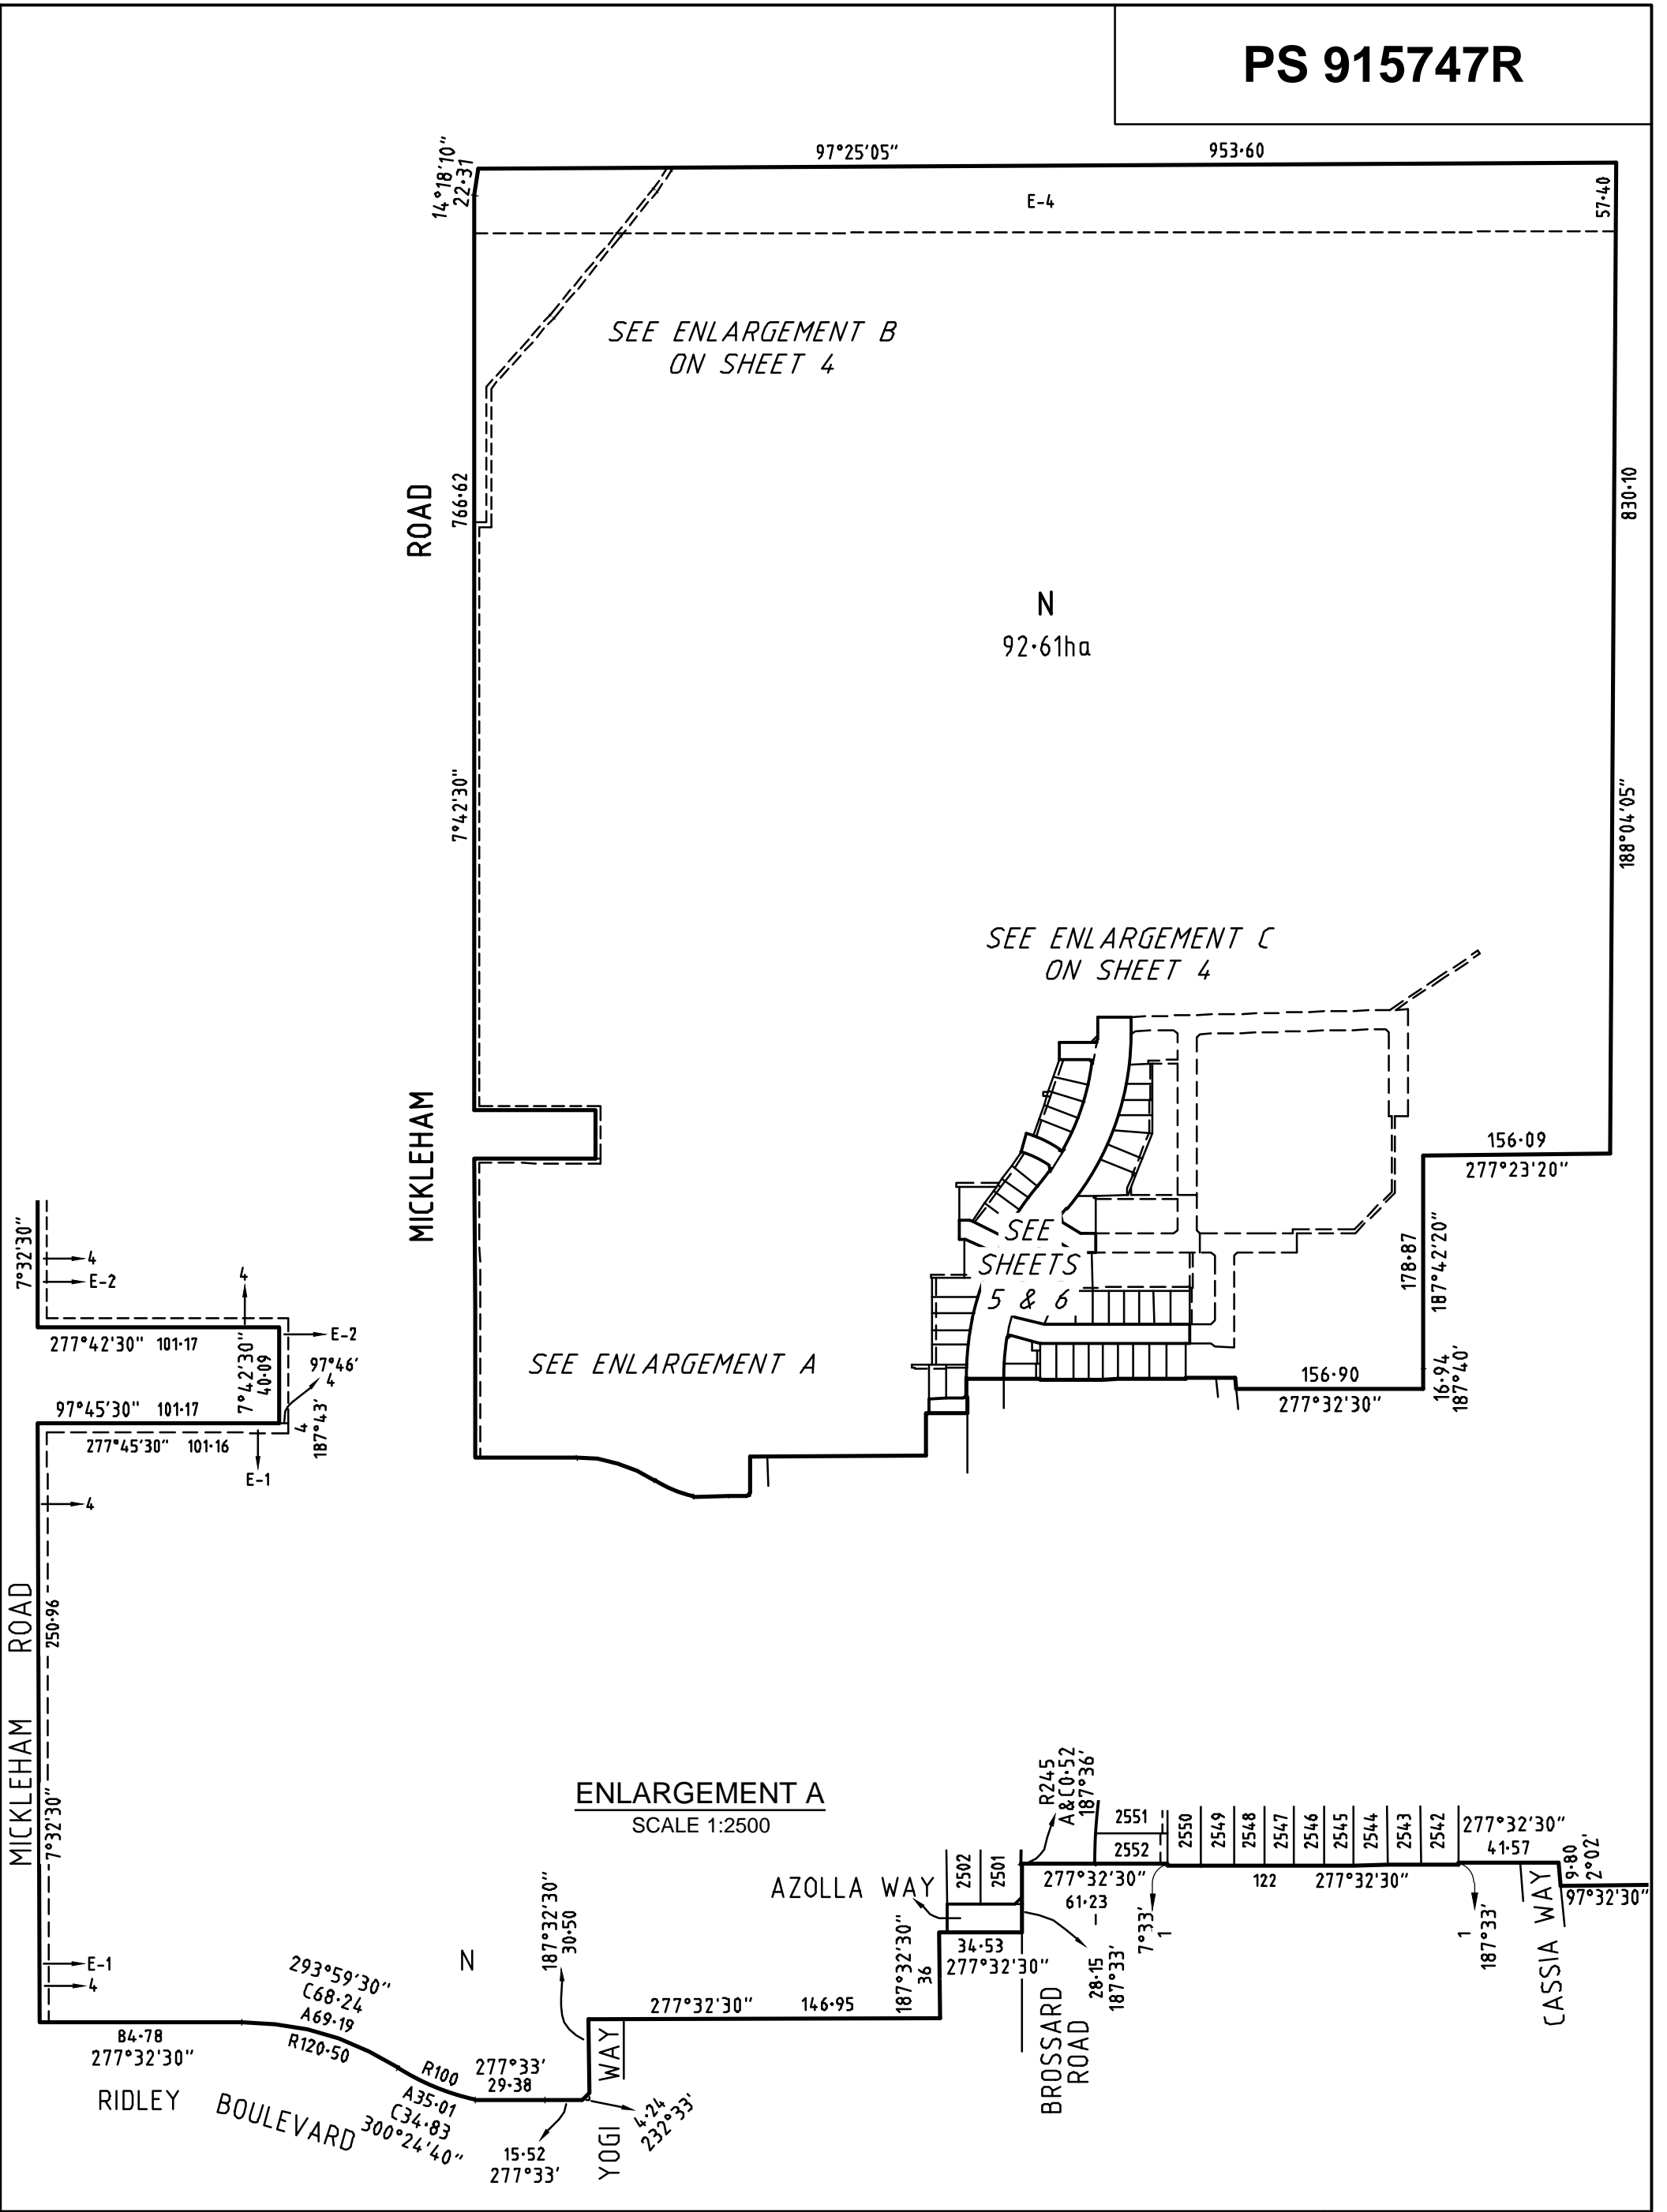 PS 915747R
97°25'05"
953·60
14°18'10"
22·31
57·40
E-4
SEE ENLARGEMENT B
ON SHEET 4
766·62
ROAD
830·10
N
92·61ha
7°42'30"
188°04'05"
SEE ENLARGEMENT C
ON SHEET 4
MICKLEHAM
156·09
277°23'20"
178·87
187°42'20"
SEE
SHEETS
5 & 6
SEE ENLARGEMENT A
156·90
277°32'30"
16·94
187°40'
7°32'30"
4
E-2
4
277°42'30" 101·17
E-2
7°42'30"
40·09
97°46'
4
97°45'30" 101·17
277°45'30" 101·16
4
187°43'
E-1
4
MICKLEHAM ROAD
250·96
7°32'30"
ENLARGEMENT A
SCALE 1:2500
R245
A&C0·52
187°36'
2551
2552
2550
2549
2548
2547
2546
2545
2544
2543
2542
277°32'30"
41·57
9·80
2°02'
2502
2501
277°32'30"
61·23
122
277°32'30"
97°32'30"
AZOLLA WAY
7°33'
1
1
187°33'
CASSIA WAY
187°32'30"
30·50
187°32'30"
36
34·53
277°32'30"
28·15
187°33'
BROSSARD
ROAD
E-1
4
N
293°59'30"
C68·24
A69·19
R120·50
277°32'30"
146·95
B4·78
277°32'30"
R100
A35·01
C34·83
300°24'40"
277°33'
29·38
RIDLEY BOULEVARD
15·52
277°33'
YOGI WAY
4·24
232°33'